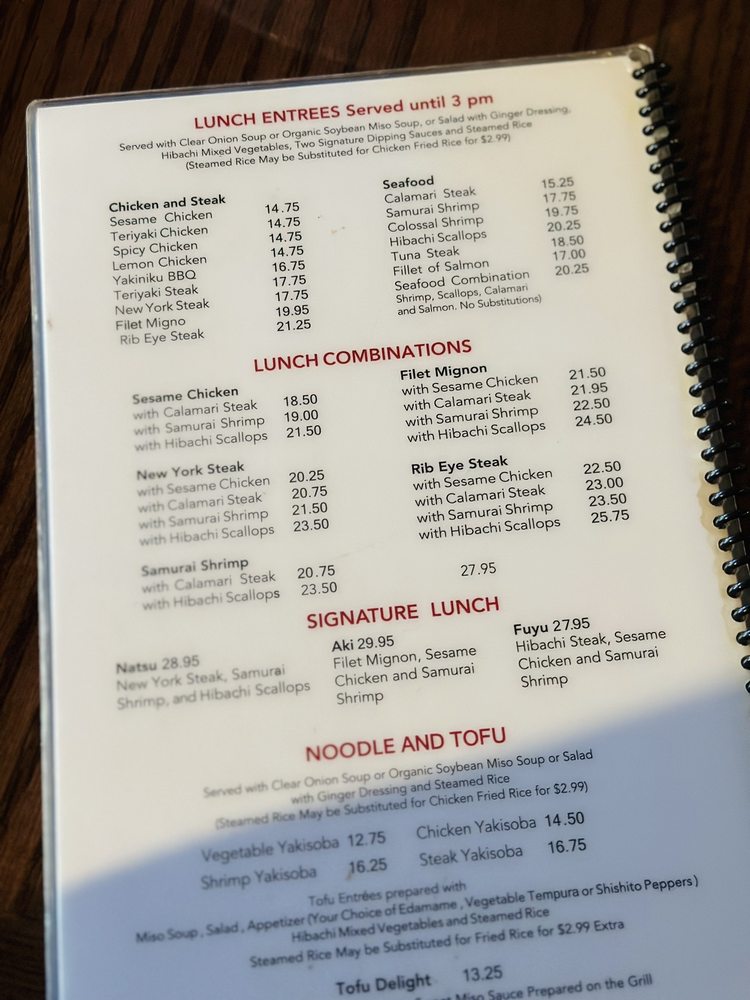 LUNCH ENTREES Served until 3 pm
Served with Clear Onion Soup or Organic Soybean Miso Soup, or Salad with Ginger Dressing,
Hibachi Mixed Vegetables, Two Signature Dipping Sauces and Steamed Rice
(Steamed Rice May be Substituted for Chicken Fried Rice for $2.99)
Chicken and Steak
Sesame Chicken 14.75
Teriyaki Chicken 14.75
Spicy Chicken 14.75
Lemon Chicken 14.75
Yakiniku BBQ 16.75
Teriyaki Steak 17.75
New York Steak 17.75
Filet Migno 19.95
Rib Eye Steak 21.25
Seafood
Calamari Steak 15.25
Samurai Shrimp 17.75
Colossal Shrimp 19.75
Hibachi Scallops 20.25
Tuna Steak 18.50
Fillet of Salmon 17.00
Seafood Combination 20.25
Shrimp, Scallops, Calamari
and Salmon. No Substitutions)
LUNCH COMBINATIONS
Sesame Chicken
with Calamari Steak 18.50
with Samurai Shrimp 19.00
with Hibachi Scallops 21.50
Filet Mignon
with Sesame Chicken 21.50
with Calamari Steak 21.95
with Samurai Shrimp 22.50
with Hibachi Scallops 24.50
New York Steak
with Sesame Chicken 20.25
with Calamari Steak 20.75
with Samurai Shrimp 21.50
with Hibachi Scallops 23.50
Rib Eye Steak
with Sesame Chicken 22.50
with Calamari Steak 23.00
with Samurai Shrimp 23.50
with Hibachi Scallops 25.75
Samurai Shrimp
with Calamari Steak 20.75
with Hibachi Scallops 23.50
27.95
SIGNATURE LUNCH
Natsu 28.95
New York Steak, Samurai
Shrimp, and Hibachi Scallops
Aki 29.95
Filet Mignon, Sesame
Chicken and Samurai
Shrimp
Fuyu 27.95
Hibachi Steak, Sesame
Chicken and Samurai
Shrimp
NOODLE AND TOFU
Served with Clear Onion Soup or Organic Soybean Miso Soup or Salad
with Ginger Dressing and Steamed Rice
(Steamed Rice May be Substituted for Chicken Fried Rice for $2.99)
Vegetable Yakisoba 12.75 Chicken Yakisoba 14.50
Shrimp Yakisoba 16.25 Steak Yakisoba 16.75
Tofu Entrées prepared with
Miso Soup , Salad , Appetizer (Your Choice of Edamame , Vegetable Tempura or Shishito Peppers )
Hibachi Mixed Vegetables and Steamed Rice
Steamed Rice May be Substituted for Fried Rice for $2.99 Extra
Tofu Delight 13.25
Miso Sauce Prepared on the Grill